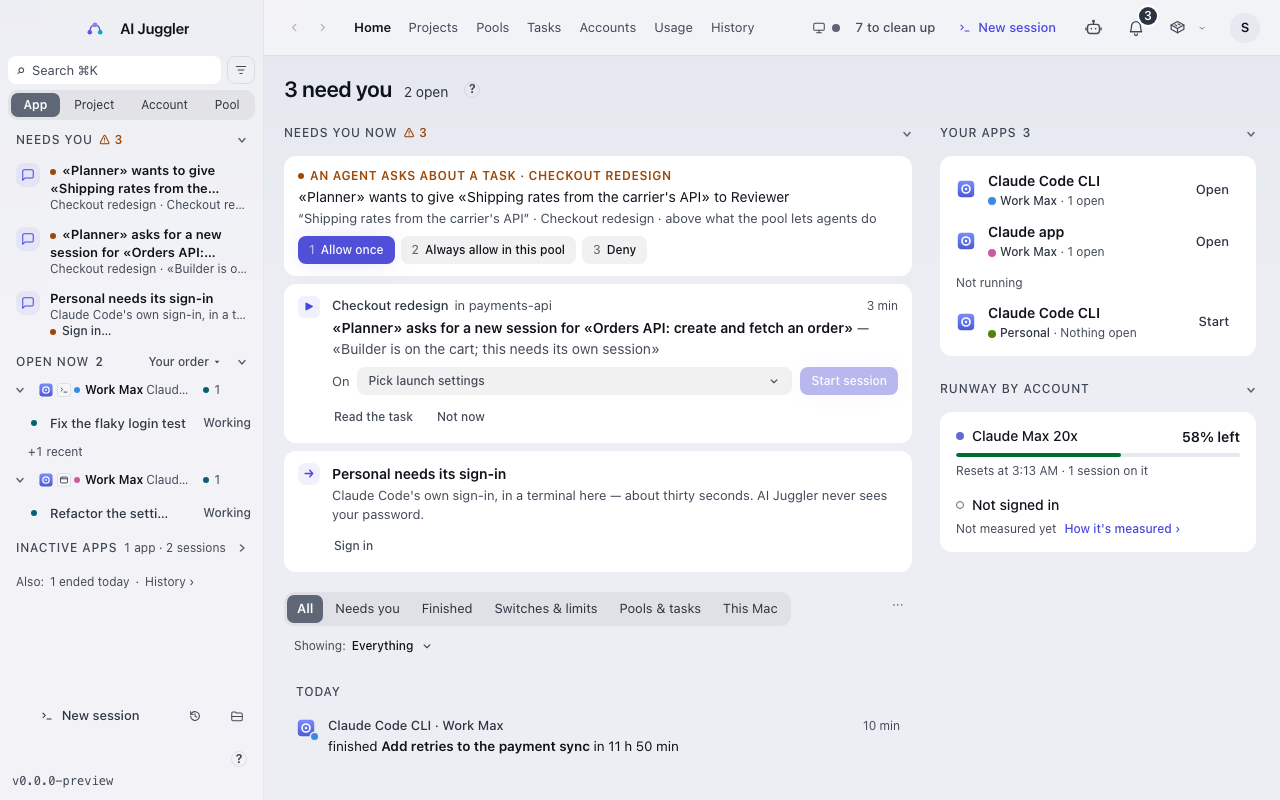 AI Juggler
Search ⌘K
App Project Account Pool
NEEDS YOU 3
«Planner» wants to give
«Shipping rates from the...
Checkout redesign · Checkout re...
«Planner» asks for a new
session for «Orders API:...
Checkout redesign · «Builder is o...
Personal needs its sign-in
Claude Code's own sign-in, in a t...
Sign in...
OPEN NOW 2 Your order
Work Max Claud... 1
Fix the flaky login test Working
+1 recent
Work Max Claud... 1
Refactor the setti... Working
INACTIVE APPS 1 app · 2 sessions
Also: 1 ended today · History ›
New session
?
v0.0.0-preview
Home Projects Pools Tasks Accounts Usage History
7 to clean up
New session
3
S
3 need you 2 open ?
NEEDS YOU NOW 3
AN AGENT ASKS ABOUT A TASK · CHECKOUT REDESIGN
«Planner» wants to give «Shipping rates from the carrier's API» to Reviewer
“Shipping rates from the carrier's API” · Checkout redesign · above what the pool lets agents do
1 Allow once 2 Always allow in this pool 3 Deny
Checkout redesign in payments-api 3 min
«Planner» asks for a new session for «Orders API: create and fetch an order» —
«Builder is on the cart; this needs its own session»
On Pick launch settings Start session
Read the task Not now
Personal needs its sign-in
Claude Code's own sign-in, in a terminal here — about thirty seconds. AI Juggler never sees
your password.
Sign in
All Needs you Finished Switches & limits Pools & tasks This Mac ...
Showing: Everything
TODAY
Claude Code CLI · Work Max 10 min
finished Add retries to the payment sync in 11 h 50 min
YOUR APPS 3
Claude Code CLI
Work Max · 1 open
Open
Claude app
Work Max · 1 open
Open
Not running
Claude Code CLI
Personal · Nothing open
Start
RUNWAY BY ACCOUNT
Claude Max 20x 58% left
Resets at 3:13 AM · 1 session on it
Not signed in
Not measured yet How it's measured ›